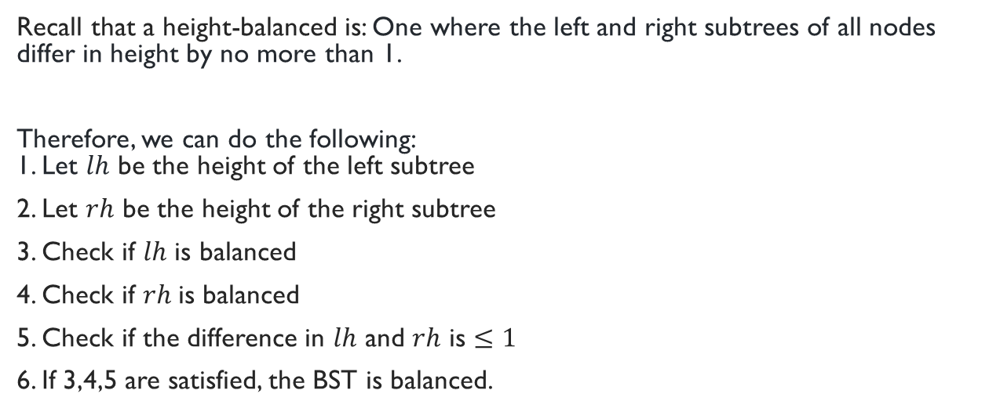 Recall that a height-balanced is: One where the left and right subtrees of all nodes
differ in height by no more than 1.
Therefore, we can do the following:
1. Let lh be the height of the left subtree
2. Let rh be the height of the right subtree
3. Check if lh is balanced
4. Check if rh is balanced
5. Check if the difference in lh and rh is ≤ 1
6. If 3,4,5 are satisfied, the BST is balanced.